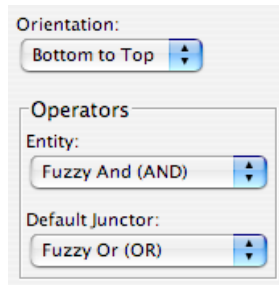 Orientation:
Bottom to Top
Operators
Entity:
Fuzzy And (AND)
Default Junctor:
Fuzzy Or (OR)